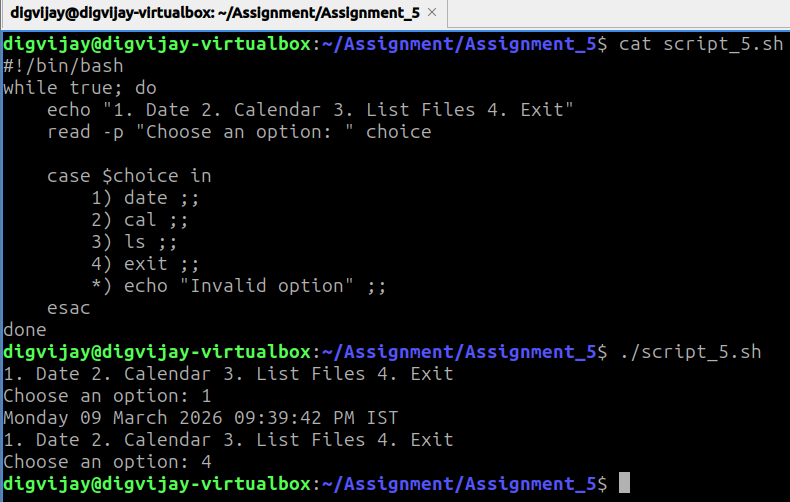 digvijay@digvijay-virtualbox: ~/Assignment/Assignment_5 ×
digvijay@digvijay-virtualbox:~/Assignment/Assignment_5$ cat script_5.sh
#!/bin/bash
while true; do
    echo "1. Date 2. Calendar 3. List Files 4. Exit"
    read -p "Choose an option: " choice

    case $choice in
        1) date ;;
        2) cal ;;
        3) ls ;;
        4) exit ;;
        *) echo "Invalid option" ;;
    esac
done
digvijay@digvijay-virtualbox:~/Assignment/Assignment_5$ ./script_5.sh
1. Date 2. Calendar 3. List Files 4. Exit
Choose an option: 1
Monday 09 March 2026 09:39:42 PM IST
1. Date 2. Calendar 3. List Files 4. Exit
Choose an option: 4
digvijay@digvijay-virtualbox:~/Assignment/Assignment_5$